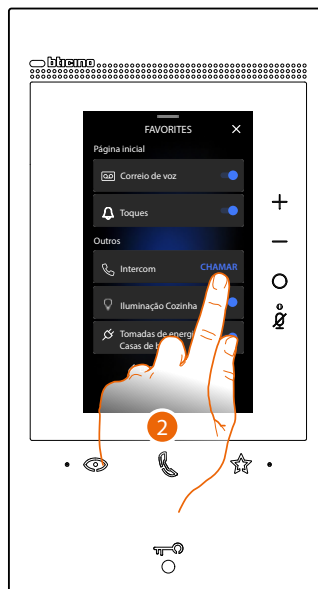 bticino
FAVORITES
Página inicial
Correio de voz
Toques
Outros
Intercom CHAMAR
Iluminação Cozinha
Tomadas de energi
Casas de b
2